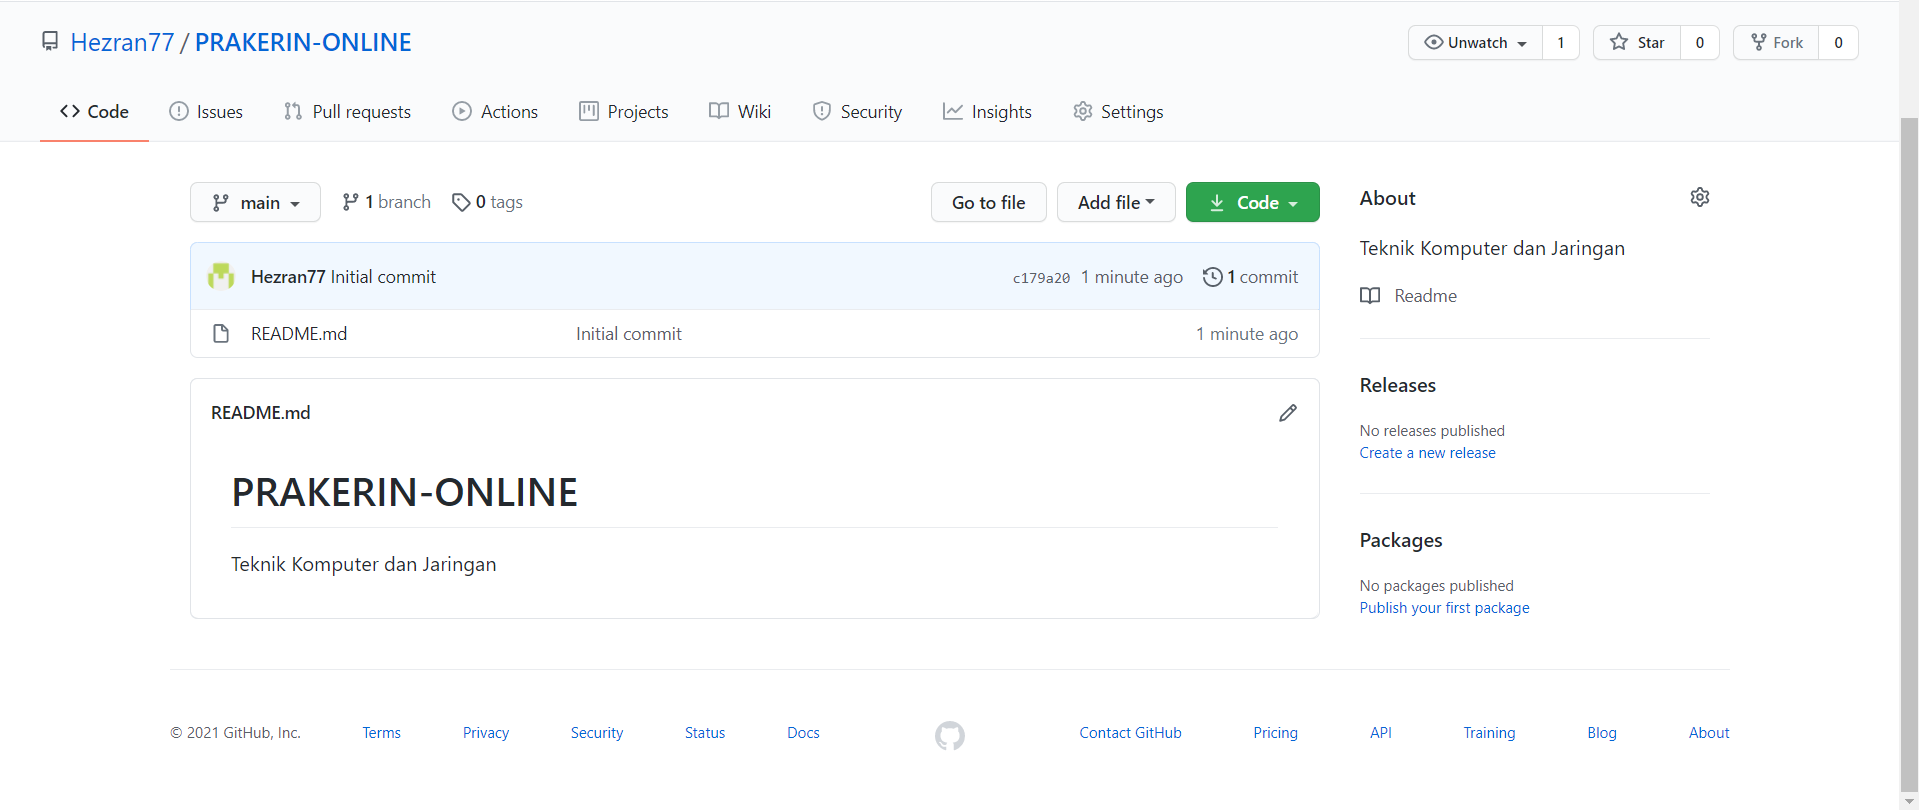 Hezran77 / PRAKERIN-ONLINE
Unwatch 1 Star 0 Fork 0
Code Issues Pull requests Actions Projects Wiki Security Insights Settings
main 1 branch 0 tags Go to file Add file Code
Hezran77 Initial commit c179a20 1 minute ago 1 commit
README.md Initial commit 1 minute ago
README.md
PRAKERIN-ONLINE
Teknik Komputer dan Jaringan
About
Teknik Komputer dan Jaringan
Readme
Releases
No releases published
Create a new release
Packages
No packages published
Publish your first package
© 2021 GitHub, Inc. Terms Privacy Security Status Docs Contact GitHub Pricing API Training Blog About